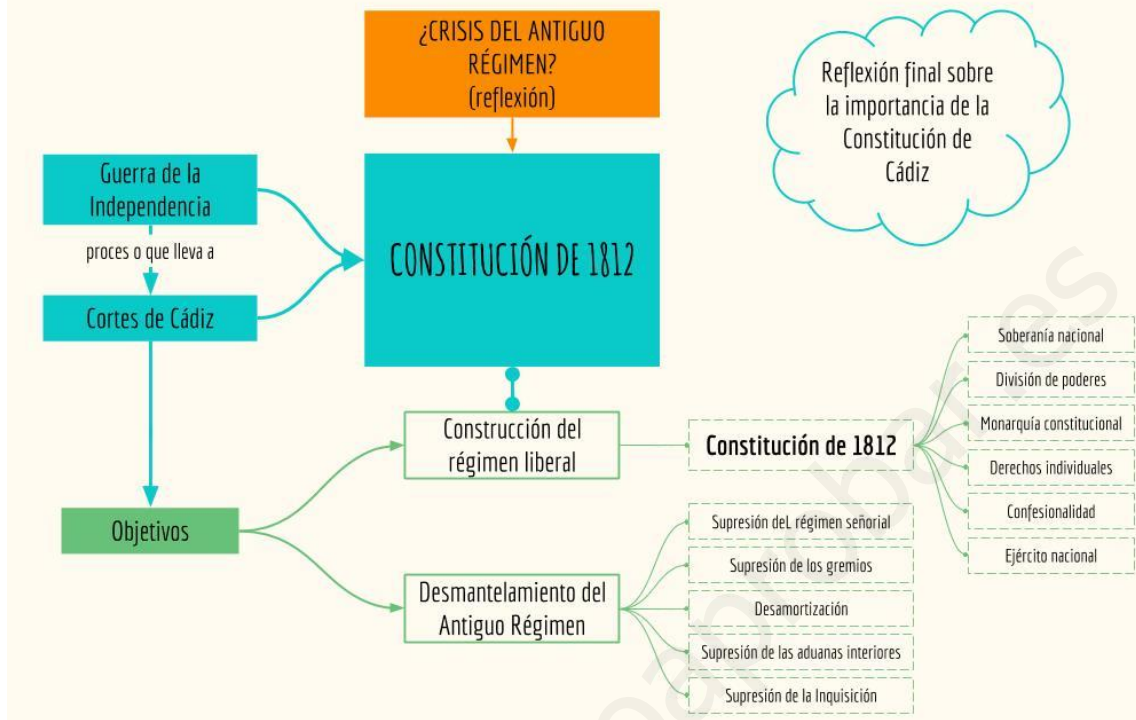 ¿CRISIS DEL ANTIGUO
RÉGIMEN?
(reflexión)
Reflexión final sobre
la importancia de la
Constitución de
Cádiz
Guerra de la
Independencia
proces o que lleva a
Cortes de Cádiz
CONSTITUCIÓN DE 1812
Objetivos
Construcción del
régimen liberal
Constitución de 1812
Soberanía nacional
División de poderes
Monarquía constitucional
Derechos individuales
Confesionalidad
Ejército nacional
Desmantelamiento del
Antiguo Régimen
Supresión deL régimen señorial
Supresión de los gremios
Desamortización
Supresión de las aduanas interiores
Supresión de la Inquisición